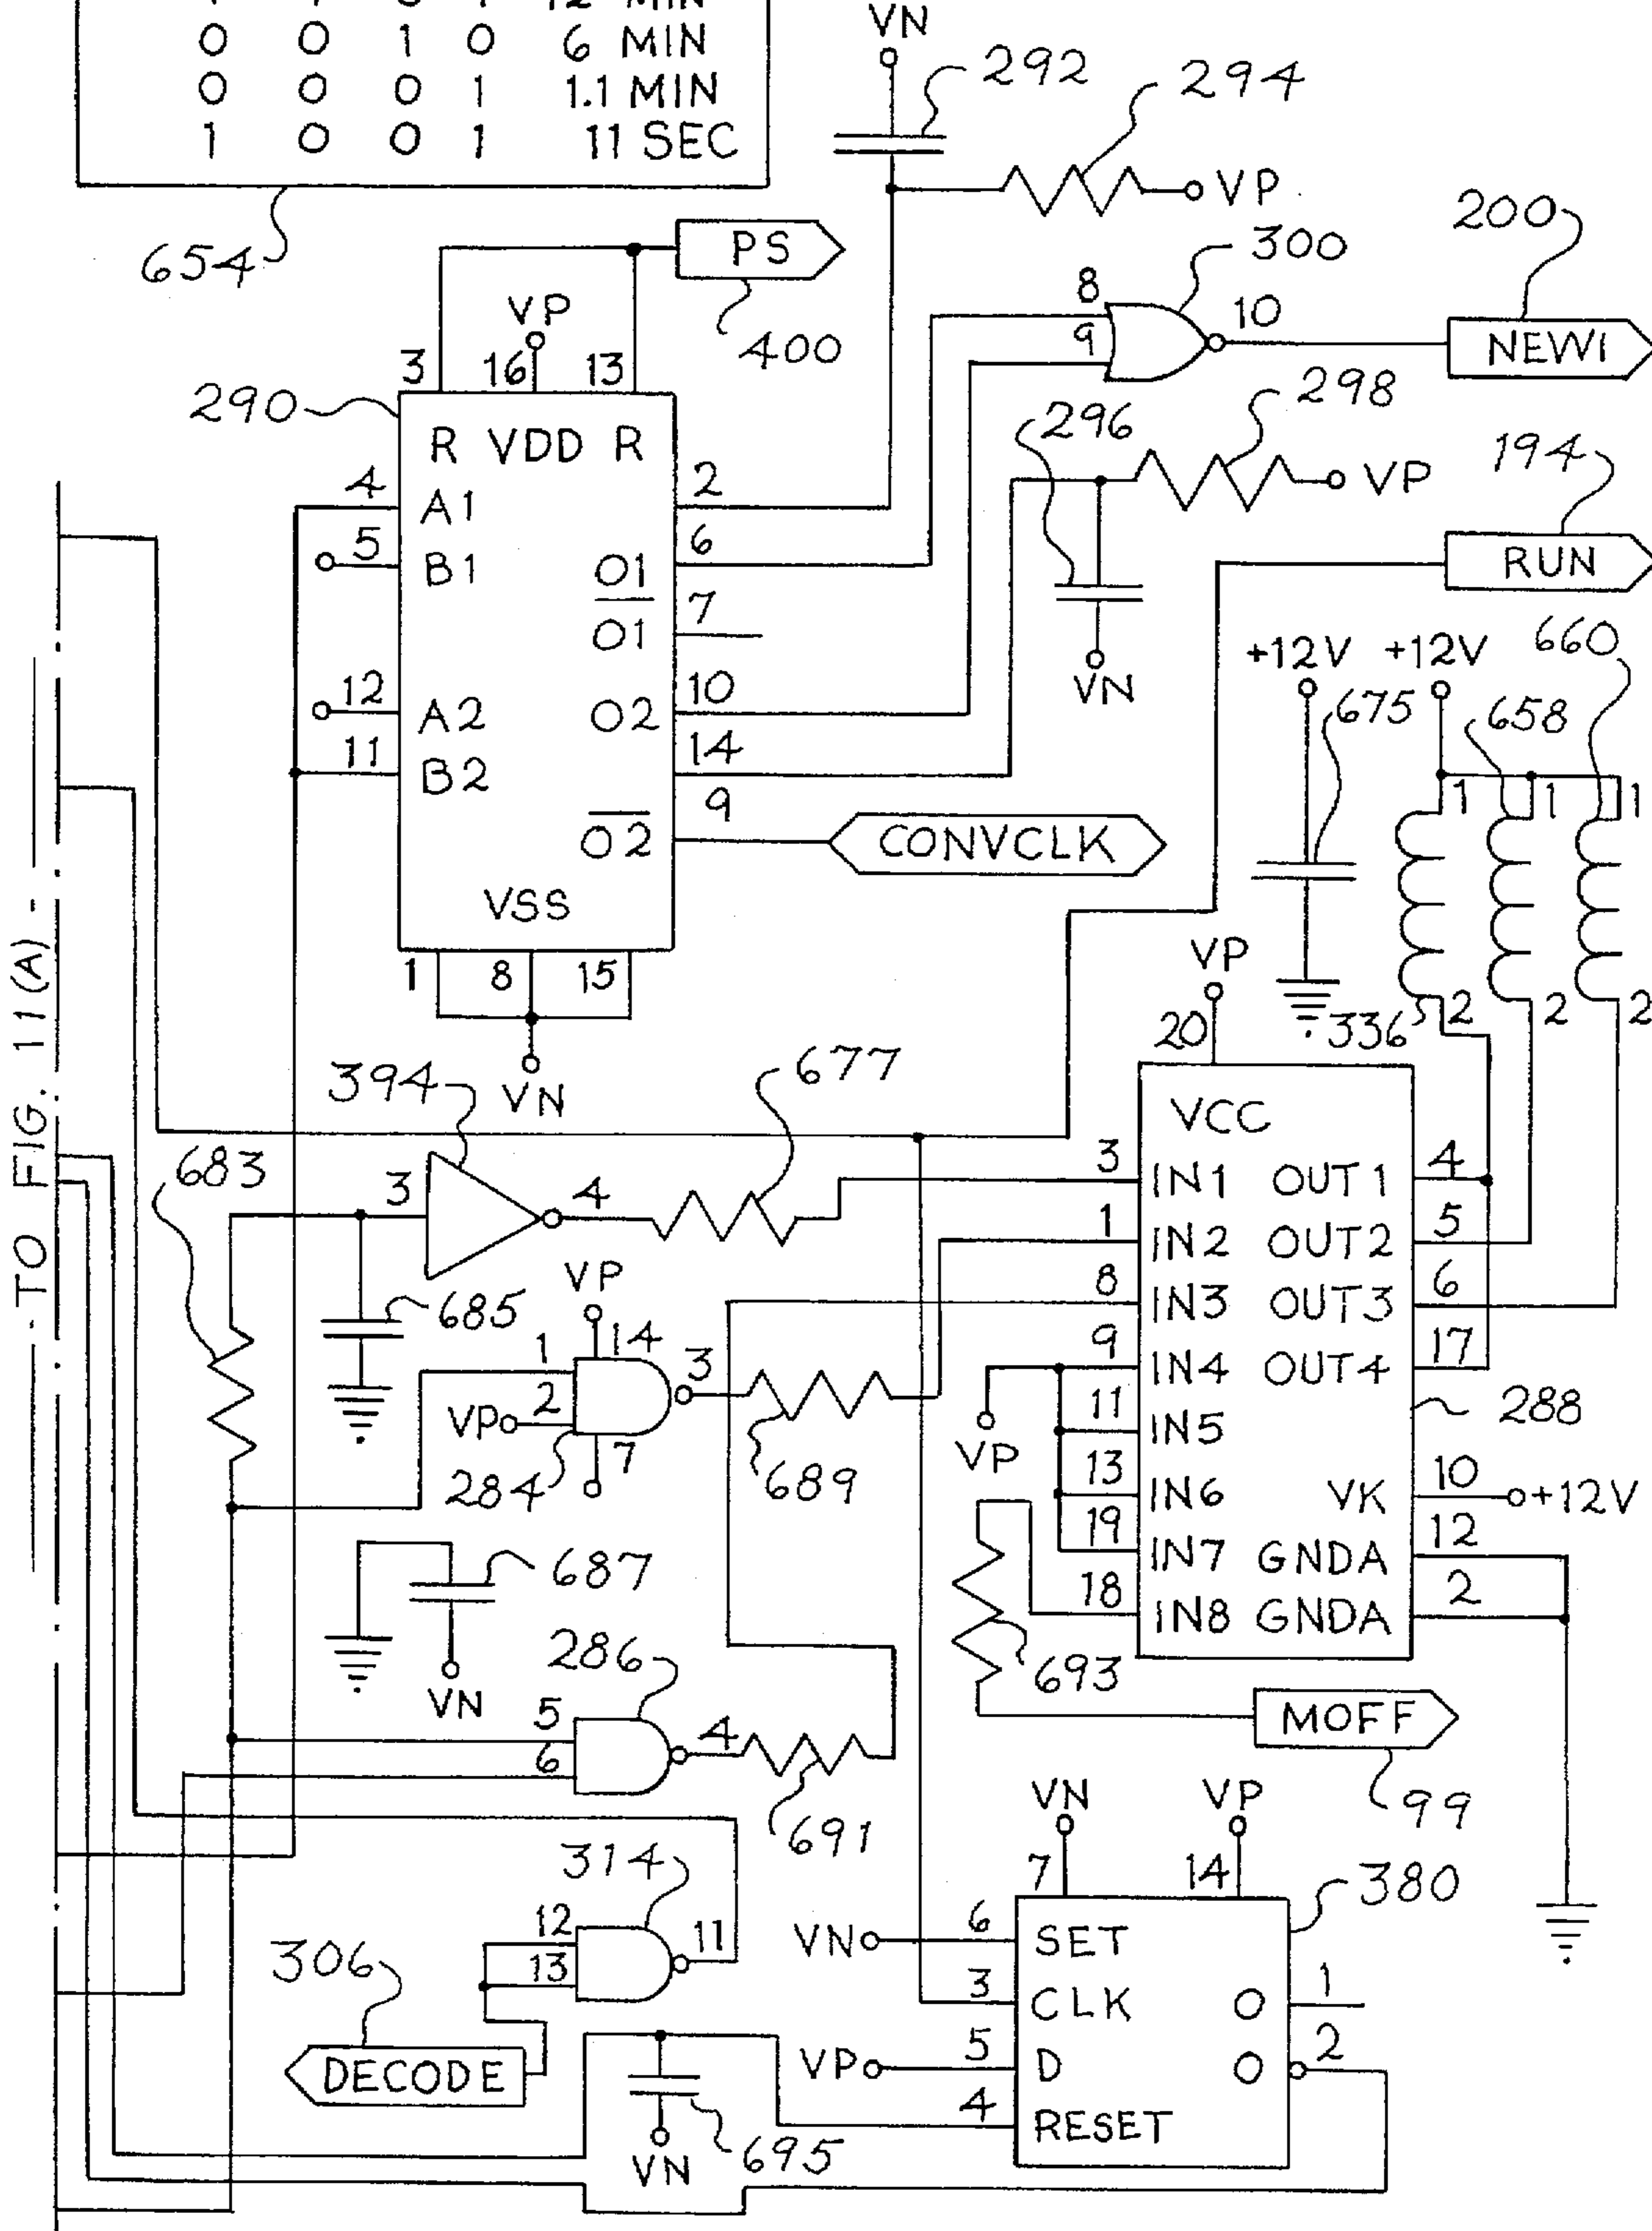 12 MIN
0 0 1 0 6 MIN
0 0 0 1 1.1 MIN
1 0 0 1 11 SEC
654
VN
292
294
VP
PS
400
200
300
8
9
10
NEWI
290
3
VP
16
13
R VDD R
4
A1
5
B1
12
A2
11
B2
2
6
O1
7
O1
10
O2
14
9
O2
VSS
1
8
15
VN
296
298
VP
VN
194
RUN
CONVCLK
+12V
+12V
660
675
658
1
1
1
2
2
2
336
TO FIG. 11(A)
394
677
683
3
4
685
VP
14
1
2
3
VP
7
284
689
687
VN
286
5
6
4
691
314
12
13
11
306
DECODE
VN
695
VP
20
VCC
3
IN1
OUT1
4
1
IN2
OUT2
5
8
IN3
OUT3
6
9
IN4
OUT4
17
288
11
IN5
VP
13
IN6
VK
10
+12V
19
IN7
GNDA
12
18
IN8
GNDA
2
693
MOFF
99
VN
VP
7
14
380
VN
6
SET
3
CLK
O
1
VP
5
D
O
2
4
RESET